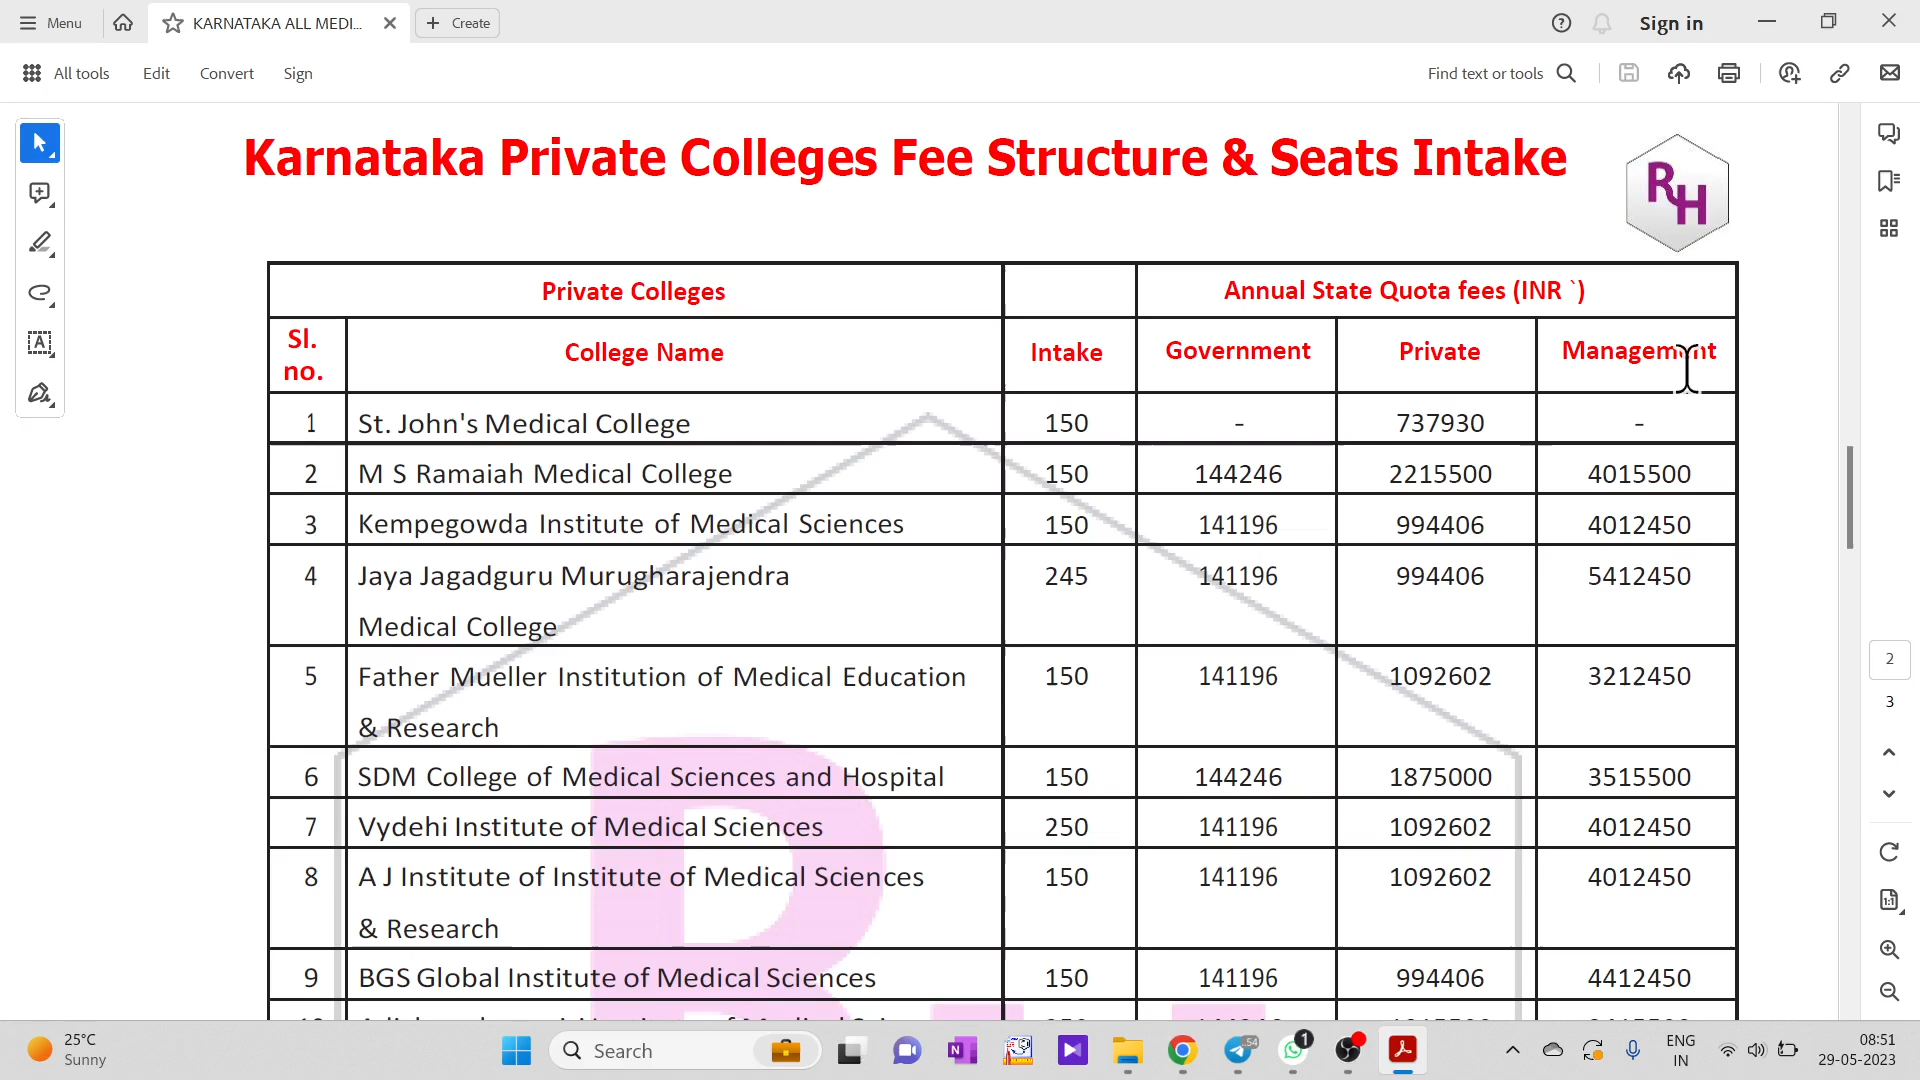 Menu
KARNATAKA ALL MEDI...
Create
Sign in
All tools
Edit
Convert
Sign
Find text or tools
Karnataka Private Colleges Fee Structure & Seats Intake
RH
Private Colleges
Annual State Quota fees (INR `)
Sl. no.
College Name
Intake
Government
Private
Management
1 St. John's Medical College 150 - 737930 -
2 M S Ramaiah Medical College 150 144246 2215500 4015500
3 Kempegowda Institute of Medical Sciences 150 141196 994406 4012450
4 Jaya Jagadguru Murugharajendra 245 141196 994406 5412450
Medical College
5 Father Mueller Institution of Medical Education 150 141196 1092602 3212450
& Research
6 SDM College of Medical Sciences and Hospital 150 144246 1875000 3515500
7 Vydehi Institute of Medical Sciences 250 141196 1092602 4012450
8 A J Institute of Institute of Medical Sciences 150 141196 1092602 4012450
& Research
9 BGS Global Institute of Medical Sciences 150 141196 994406 4412450
2
3
25°C
Sunny
Search
54
1
ENG
IN
08:51
29-05-2023